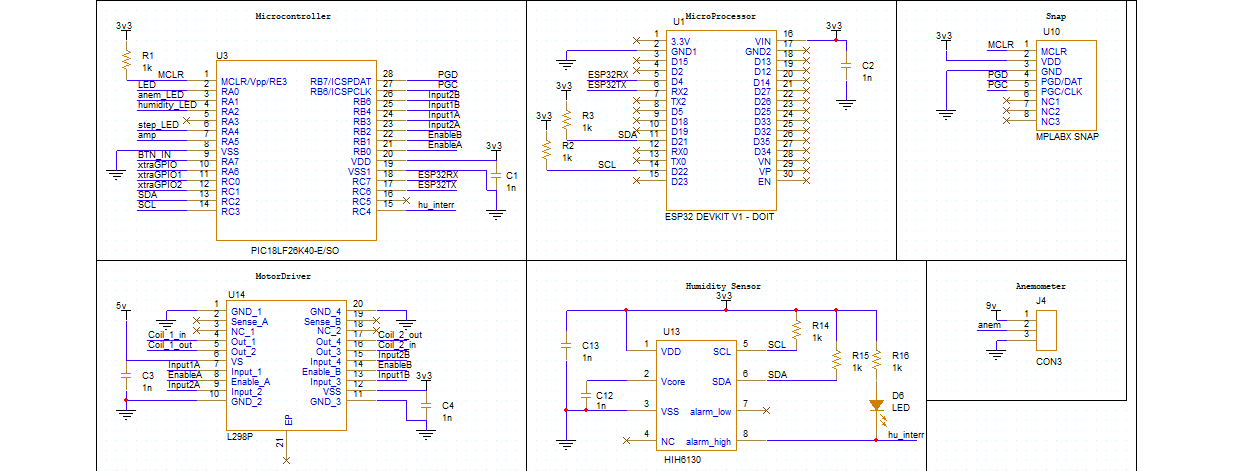 Microcontroller
3v3
R1
1k
U3
MCLR 1 MCLR/Vpp/RE3 RB7/ICSPDAT 28 PGD
LED 2 RA0 RB6/ICSPCLK 27 PGC
anem_LED 3 RA1 RB5 26 Input2B
humidity_LED 4 RA2 RB4 25 Input1B
5 RA3 RB3 24 Input1A
step_LED 6 RA4 RB2 23 Input2A
amp 7 RA5 RB1 22 EnableB
8 VSS RB0 21 EnableA
BTN_IN 9 RA7 VDD 20
xtraGPIO 10 RA6 VSS1 19
xtraGPIO1 11 RC0 RC7 18 ESP32RX
xtraGPIO2 12 RC1 RC6 17 ESP32TX
SDA 13 RC2 RC5 16
SCL 14 RC3 RC4 15 hu_interr
3v3
C1
1n
PIC18LF26K40-E/SO
MicroProcessor
U1
3v3
1 3.3V VIN 16
2 GND1 GND2 17
3 D15 D13 18
4 D2 D12 19
ESP32RX 5 D4 D14 20
ESP32TX 6 RX2 D27 21
7 TX2 D26 22
8 D5 D25 23
9 D18 D33 24
10 D19 D32 25
SDA 11 D21 D35 26
12 RX0 D34 27
13 TX0 VN 28
SCL 14 D22 VP 29
15 D23 EN 30
3v3
R3
1k
3v3
R2
1k
C2
1n
ESP32 DEVKIT V1 - DOIT
Snap
U10
3v3
MCLR 1 MCLR
2 VDD
3 GND
PGD 4 PGD/DAT
PGC 5 PGC/CLK
6 NC1
7 NC2
8 NC3
MPLABX SNAP
MotorDriver
U14
5v
1 GND_1 GND_4 20
2 Sense_A Sense_B 19
3 NC_1 NC_2 18
Coil_1_in 4 Out_1 Out_4 17 Coil_2_out
Coil_1_out 5 Out_2 Out_3 16 Coil_2_in
6 VS Input_4 15 Input2B
Input1A 7 Input_1 Enable_B 14 EnableB
EnableA 8 Enable_A Input_3 13 Input1B
Input2A 9 Input_2 VSS 12
10 GND_2 GND_3 11
EP
21
C3
1n
3v3
C4
1n
L298P
Humidity Sensor
3v3
U13
1 VDD SCL 5 SCL
2 Vcore SDA 6 SDA
3 VSS alarm_low 7
4 NC alarm_high 8
hu_interr
C13
1n
C12
1n
R14
1k
R15
1k
R16
1k
D6
LED
HIH6130
Anemometer
9v
J4
1
anem 2
3
CON3